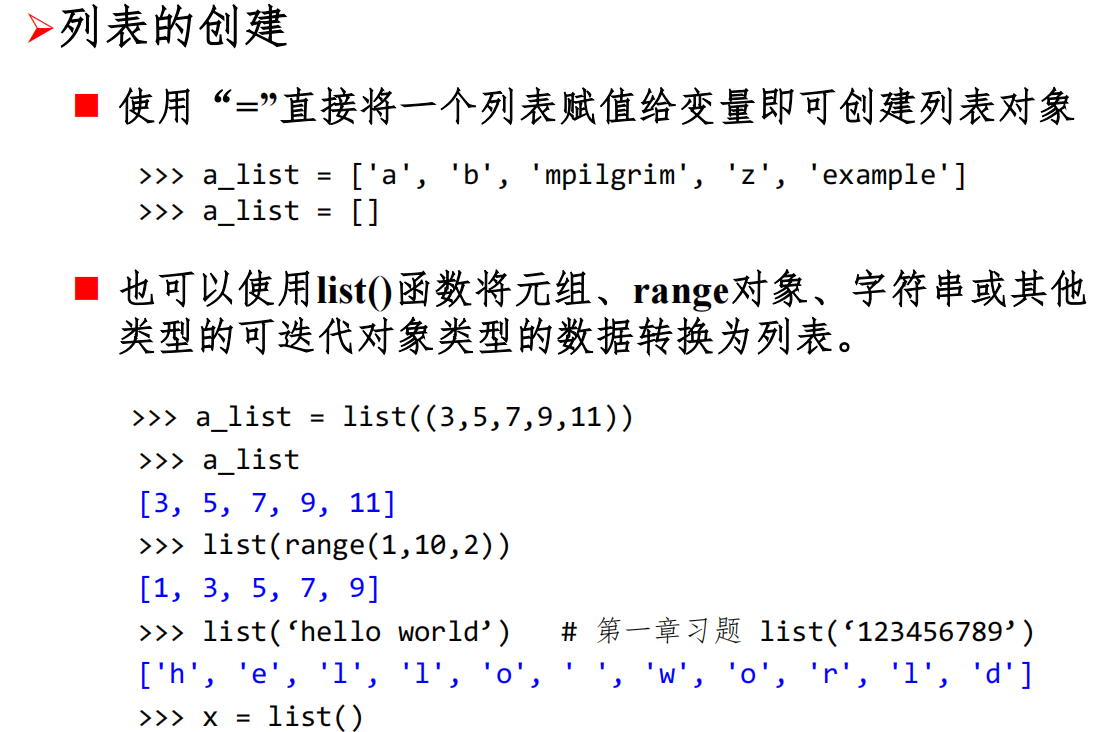 列表的创建
使用“=”直接将一个列表赋值给变量即可创建列表对象
>>> a_list = ['a', 'b', 'mpilgrim', 'z', 'example']
>>> a_list = []
也可以使用list()函数将元组、range对象、字符串或其他
类型的可迭代对象类型的数据转换为列表。
>>> a_list = list((3,5,7,9,11))
>>> a_list
[3, 5, 7, 9, 11]
>>> list(range(1,10,2))
[1, 3, 5, 7, 9]
>>> list(‘hello world’)   # 第一章习题 list(‘123456789’)
['h', 'e', 'l', 'l', 'o', ' ', 'w', 'o', 'r', 'l', 'd']
>>> x = list()